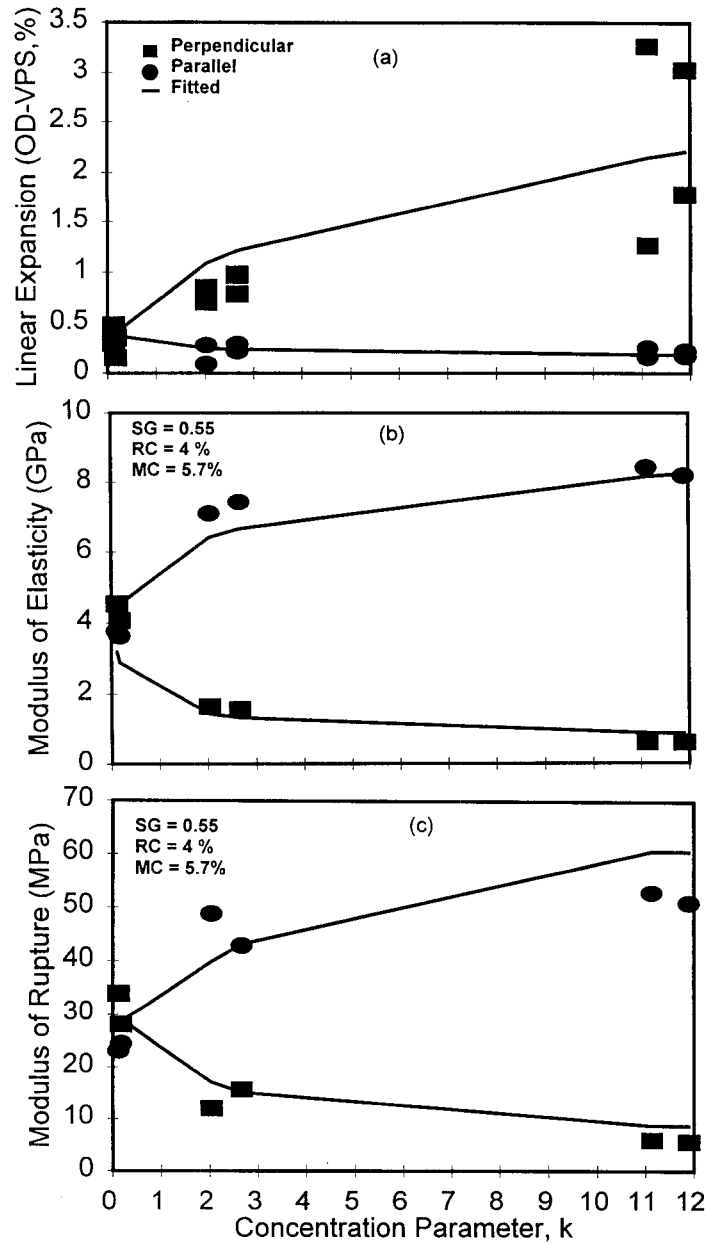 3.5
3
2.5
2
1.5
1
0.5
0
Linear Expansion (OD-VPS,%)
Perpendicular
Parallel
Fitted
(a)
10
8
6
4
2
0
Modulus of Elasticity (GPa)
SG = 0.55
RC = 4 %
MC = 5.7%
(b)
70
60
50
40
30
20
10
0
Modulus of Rupture (MPa)
SG = 0.55
RC = 4 %
MC = 5.7%
(c)
0 1 2 3 4 5 6 7 8 9 10 11 12
Concentration Parameter, k